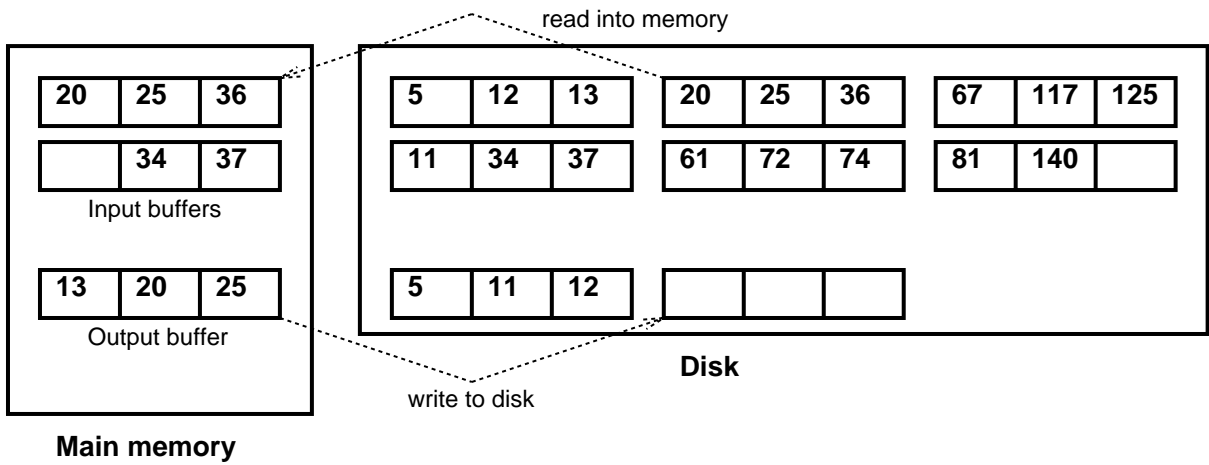 read into memory
20 25 36 5 12 13 20 25 36 67 117 125
34 37 11 34 37 61 72 74 81 140
Input buffers
13 20 25 5 11 12
Output buffer
Disk
write to disk
Main memory